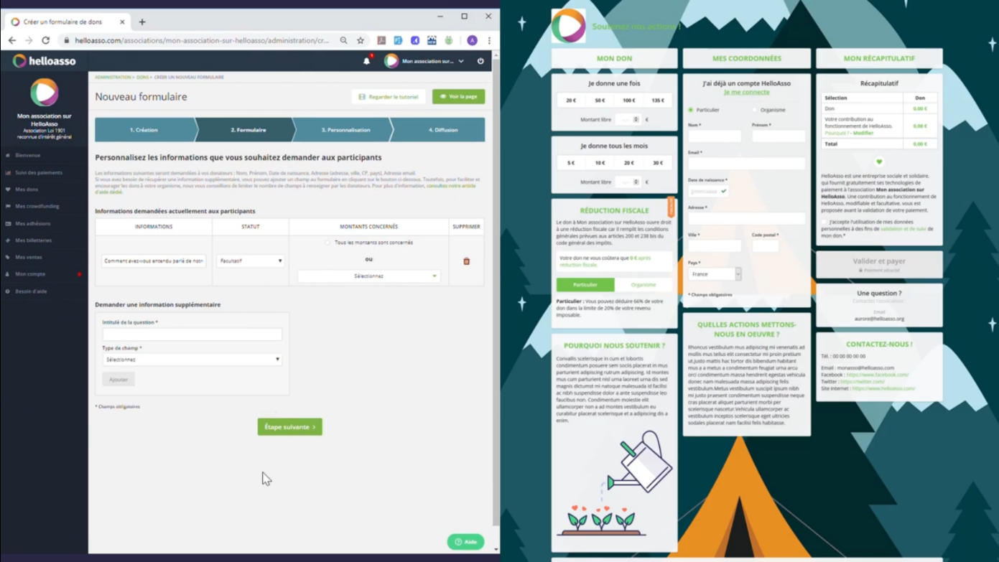 Créer un formulaire de dons
helloasso.com/associations/mon-association-sur-helloasso/administration/cr...
A
helloasso
Mon association sur...
Mon association sur
HelloAsso
Association Loi 1901
reconnue d'intérêt général
Bienvenue
Suivi des paiements
Mes dons
Mes crowdfunding
Mes adhésions
Mes billetteries
Mes ventes
Mon compte
Besoin d'aide
ADMINISTRATION > DONS > CRÉER UN NOUVEAU FORMULAIRE
Nouveau formulaire
Regarder le tutoriel
Voir la page
1. Création
2. Formulaire
3. Personnalisation
4. Diffusion
Personnalisez les informations que vous souhaitez demander aux participants
Les informations suivantes seront demandées à vos donateurs : Nom, Prénom, Date de naissance, Adresse (adresse, ville, CP, pays), Adresse email.
Si vous avez besoin de récupérer une information supplémentaire, vous pouvez ajouter un champ au formulaire en cliquant sur le bouton ci-dessous. Toutefois, pour faciliter et
encourager les dons à votre organisme, nous vous conseillons de limiter le nombre de champs à renseigner par les donateurs. Pour plus d'information, consultez notre article
d'aide dédié.
Informations demandées actuellement aux participants
INFORMATIONS
STATUT
MONTANTS CONCERNÉS
SUPPRIMER
Tous les montants sont concernés
Comment avez-vous entendu parlé de notr
Facultatif
OU
Sélectionnez
Demander une information supplémentaire
Intitulé de la question *
Type de champ *
Sélectionnez
Ajouter
* Champs obligatoires
Étape suivante >
Aide
Soutenez nos actions !
MON DON
Je donne une fois
20 €
50 €
100 €
135 €
Montant libre
€
Je donne tous les mois
5 €
10 €
20 €
30 €
Montant libre
€
RÉDUCTION FISCALE
Le don à Mon association sur HelloAsso ouvre droit
à une réduction fiscale car il remplit les conditions
générales prévues aux articles 200 et 238 bis du
code général des impôts.
Votre don ne vous coûtera que 0 € après
réduction fiscale.
Particulier
Organisme
Particulier : Vous pouvez déduire 66% de votre
don dans la limite de 20% de votre revenu
imposable.
POURQUOI NOUS SOUTENIR ?
Convallis scelerisque in cum et lobortis
condimentum posuere sem sociis placerat in mus
parturient adipiscing rutrum adipiscing. Id montes
mus cum parturient nisl urna laoreet urna dis sed
magnis dictumst mi natoque malesuada id facilisi
ac nibh suspendisse dolor a ante suspendisse leo
faucibus non. Condimentum molestie elit
ullamcorper non a ad montes vestibulum eu
curabitur placerat scelerisque et a adipiscing dis a
enim.
MES COORDONNÉES
J'ai déjà un compte HelloAsso
Je me connecte
Particulier
Organisme
Nom *
Prénom *
Email *
Date de naissance *
Adresse *
Ville *
Code postal *
Pays *
France
* Champs obligatoires
QUELLES ACTIONS METTONS-
NOUS EN OEUVRE ?
Rhoncus vestibulum mus adipiscing mi venenatis ad
mollis mus tellus elit consectetur mi proin pretium
ut.justo mattis hac tortor dis bibendum habitant
mus a a metus a condimentum feugiat urna arcu
orci condimentum massa hendrerit egestas vehicula
donec nam malesuada massa adipiscing felis
vestibulum.Metus vestibulum suscipit ipsum nibh
mi justo praesent condimentum suspendisse neque
cras placerat aliquet parturient morbi per
scelerisque nascetur.Vehicula ullamcorper ac
vestibulum inceptos scelerisque eget ultricies
sodales placerat nam facilisi felis habitasse.
MON RÉCAPITULATIF
Récapitulatif
Sélection
Don
Don
0,00 €
Votre contribution au
fonctionnement de HelloAsso.
Pourquoi ? - Modifier
0,00 €
Total
0,00 €
HelloAsso est une entreprise sociale et solidaire,
qui fournit gratuitement ses technologies de
paiement à l'association Mon association sur
HelloAsso. Une contribution au fonctionnement de
HelloAsso, modifiable et facultative, vous est
proposée avant la validation de votre paiement.
J'accepte l'utilisation de mes données
personnelles à des fins de validation et de suivi de
mon don.*
Valider et payer
Paiement sécurisé
Une question ?
Contactez l'association
Email
aurore@helloasso.org
CONTACTEZ-NOUS !
Tél. : 00 00 00 00 00
Email : monasso@helloasso.com
Facebook : https://www.facebook.com/
Twitter : https://twitter.com/
Site internet : https://www.helloasso.com/